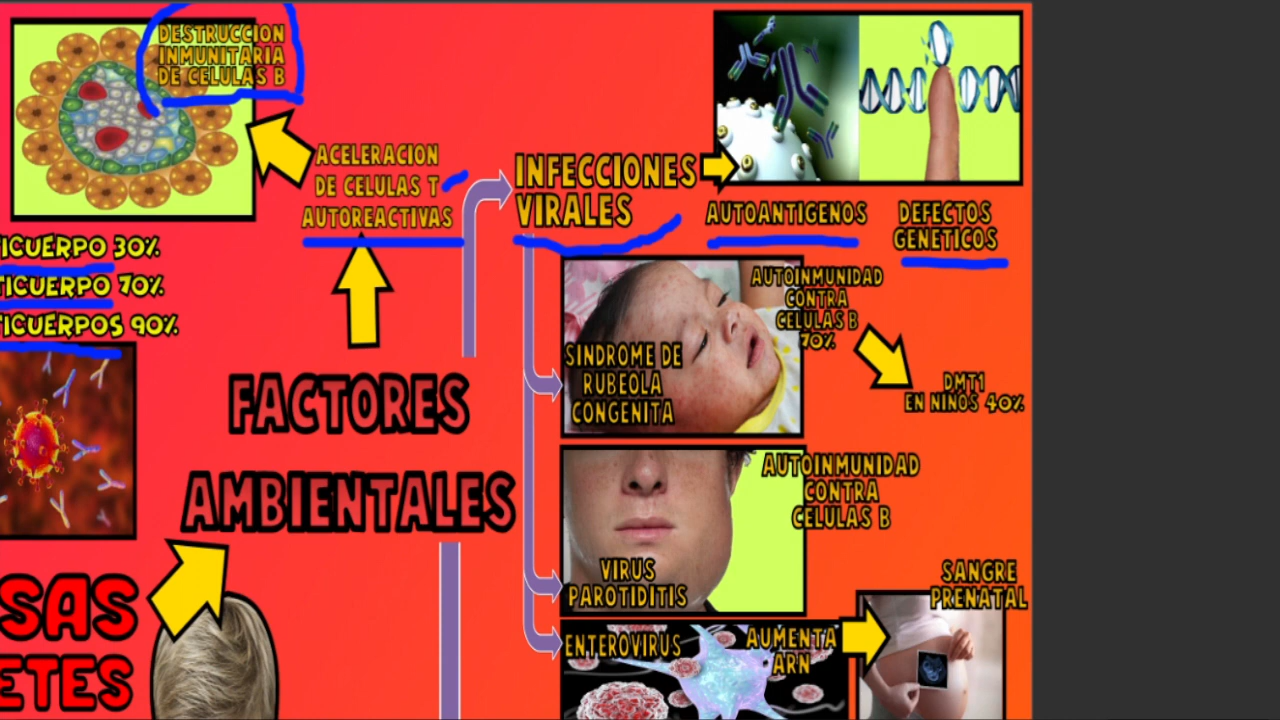 DESTRUCCION
INMUNITARIA
DE CELULAS B
ACELERACION
DE CELULAS T
AUTOREACTIVAS
INFECCIONES
VIRALES
AUTOANTIGENOS
DEFECTOS
GENETICOS
TICUERPO 30%
TICUERPO 70%
TICUERPOS 90%
AUTOINMUNIDAD
CONTRA
CELULAS B
70%
SINDROME DE
RUBEOLA
CONGENITA
DMT1
EN NIÑOS 40%
FACTORES
AMBIENTALES
AUTOINMUNIDAD
CONTRA
CELULAS B
VIRUS
PAROTIDITIS
SANGRE
PRENATAL
ENTEROVIRUS
AUMENTA
ARN
SAS
ETES